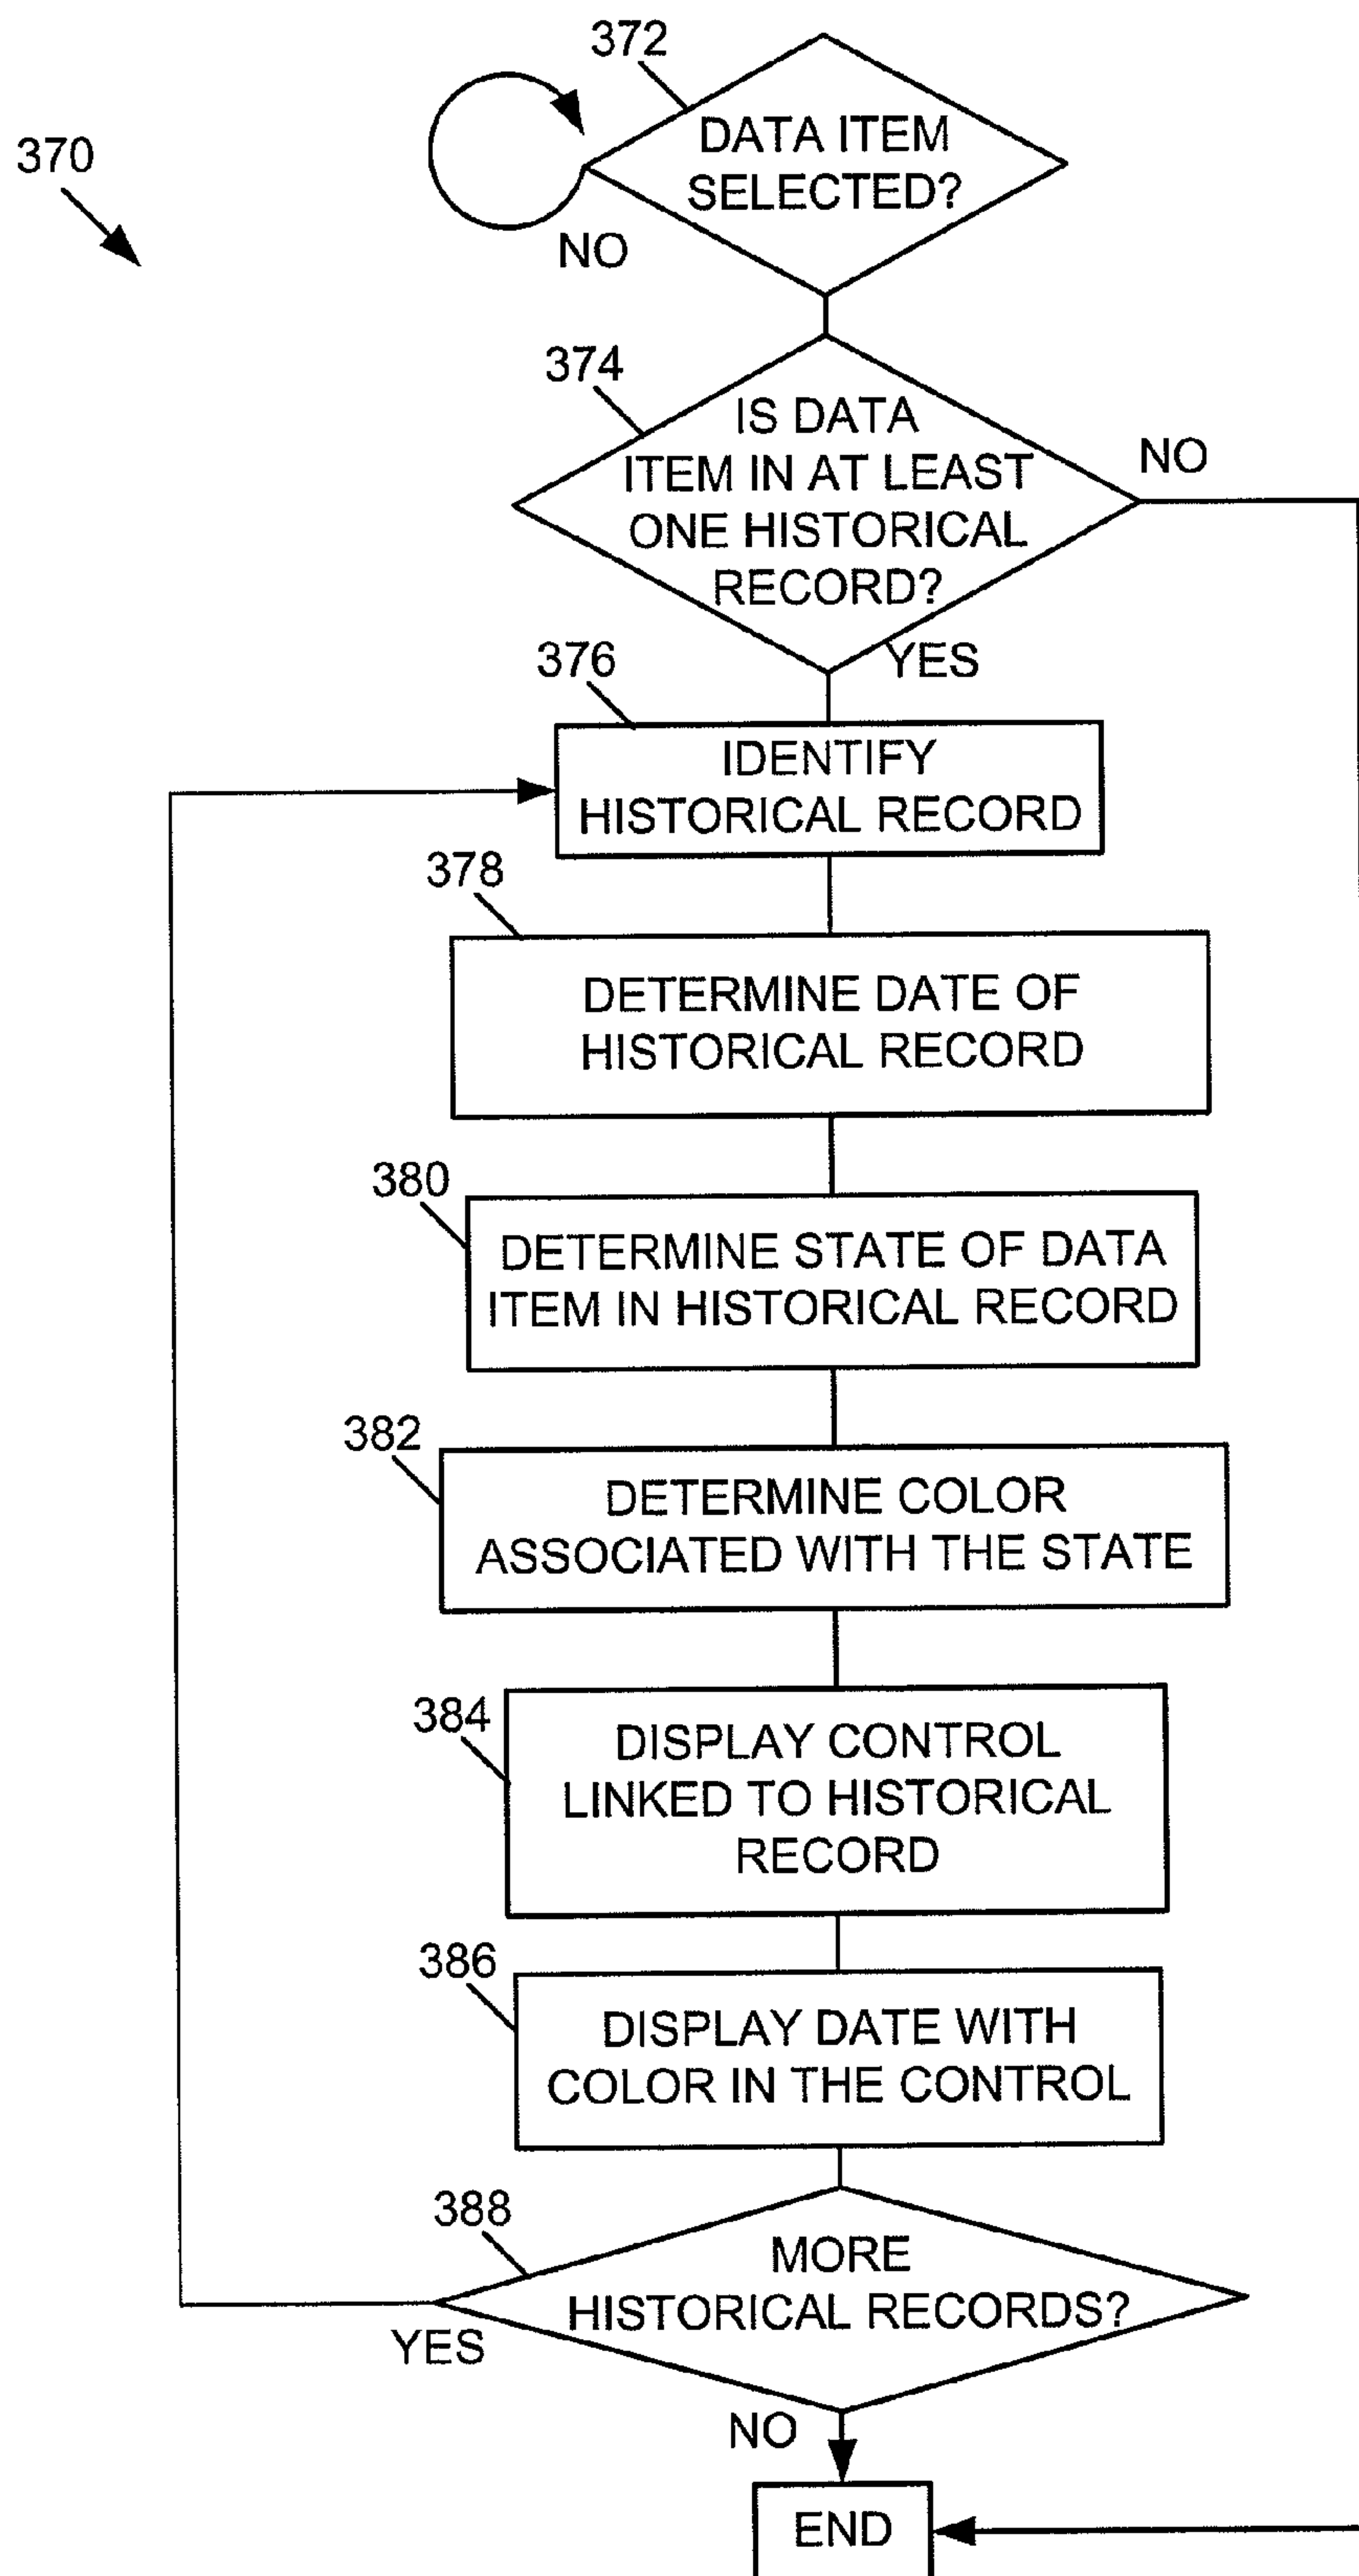 372
DATA ITEM
SELECTED?
370
NO
374
IS DATA
ITEM IN AT LEAST
ONE HISTORICAL
RECORD?
NO
YES
376
IDENTIFY
HISTORICAL RECORD
378
DETERMINE DATE OF
HISTORICAL RECORD
380
DETERMINE STATE OF DATA
ITEM IN HISTORICAL RECORD
382
DETERMINE COLOR
ASSOCIATED WITH THE STATE
384
DISPLAY CONTROL
LINKED TO HISTORICAL
RECORD
386
DISPLAY DATE WITH
COLOR IN THE CONTROL
388
MORE
HISTORICAL RECORDS?
YES
NO
END